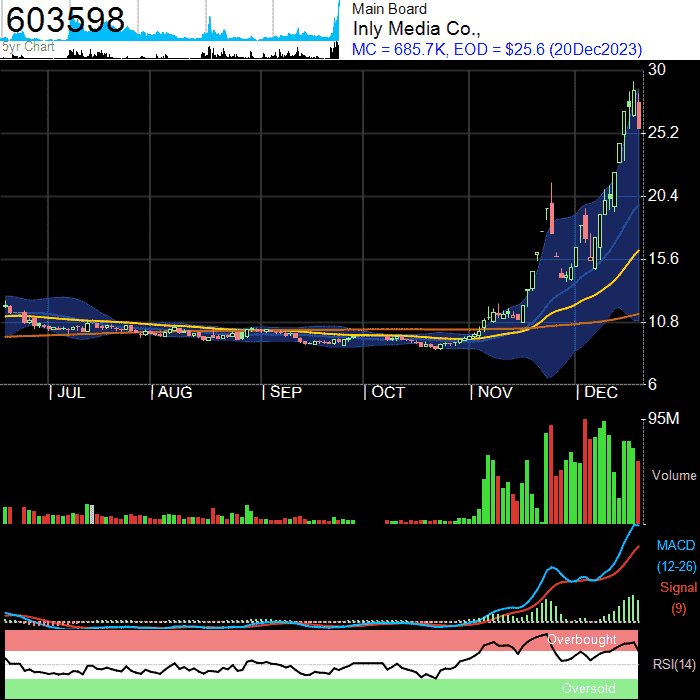 603598
5yr Chart
Main Board
Inly Media Co.,
MC = 685.7K, EOD = $25.6 (20Dec2023)
30
25.2
20.4
15.6
10.8
6
| JUL | AUG | SEP | OCT | NOV | DEC
95M
Volume
MACD
(12-26)
Signal
(9)
Overbought
RSI(14)
Oversold